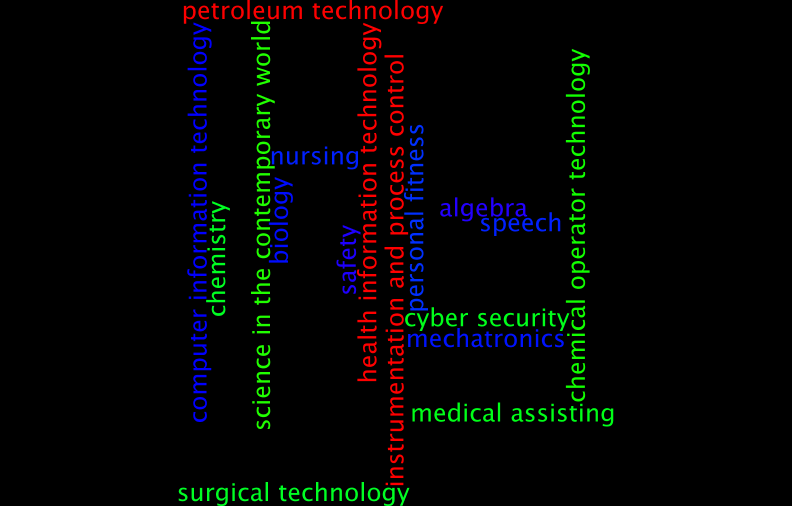 petroleum technology
computer information technology
science in the contemporary world
health information technology
instrumentation and process control
chemical operator technology
personal fitness
nursing
biology
chemistry
algebra
speech
safety
cyber security
mechatronics
medical assisting
surgical technology